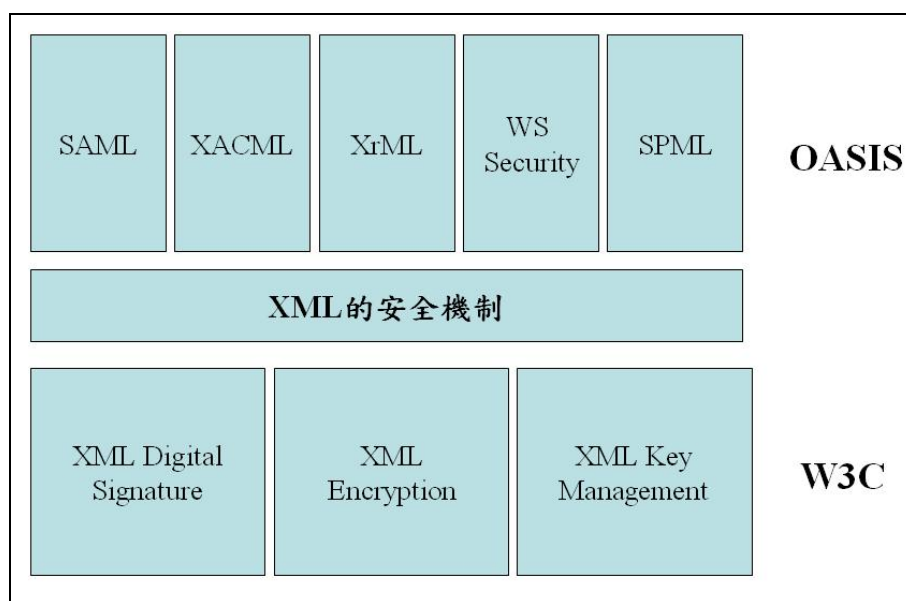 SAML
XACML
XrML
WS
Security
SPML
OASIS
XML的安全機制
XML Digital
Signature
XML
Encryption
XML Key
Management
W3C